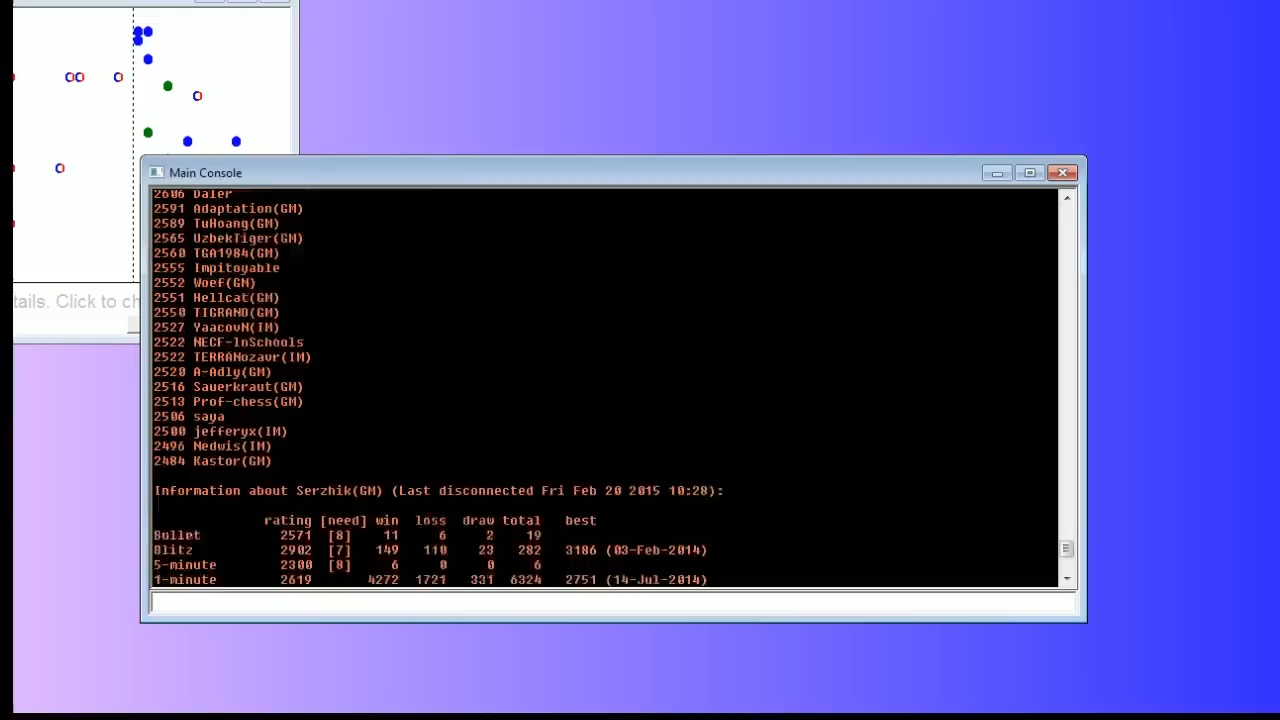 Main Console
2606 Daler
2591 Adaptation(GM)
2589 TuHoang(GM)
2565 UzbekTiger(GM)
2560 TGA1984(GM)
2555 Impitoyable
2552 Woef(GM)
2551 Hellcat(GM)
2550 TIGRANO(GM)
2527 YaacovN(IM)
2522 NECF-lnSchools
2522 TERRANozavr(IM)
2520 A-Adly(GM)
2516 Sauerkraut(GM)
2513 Prof-chess(GM)
2506 saya
2500 jefferyx(IM)
2496 Nedwis(IM)
2484 Kastor(GM)
Information about Serzhik(GM) (Last disconnected Fri Feb 20 2015 10:28):
rating [need] win loss draw total best
Bullet 2571 [8] 11 6 2 19
Blitz 2902 [7] 149 110 23 282 3186 (03-Feb-2014)
5-minute 2300 [8] 6 0 0 6
1-minute 2619 4272 1721 331 6324 2751 (14-Jul-2014)
tails. Click to ch